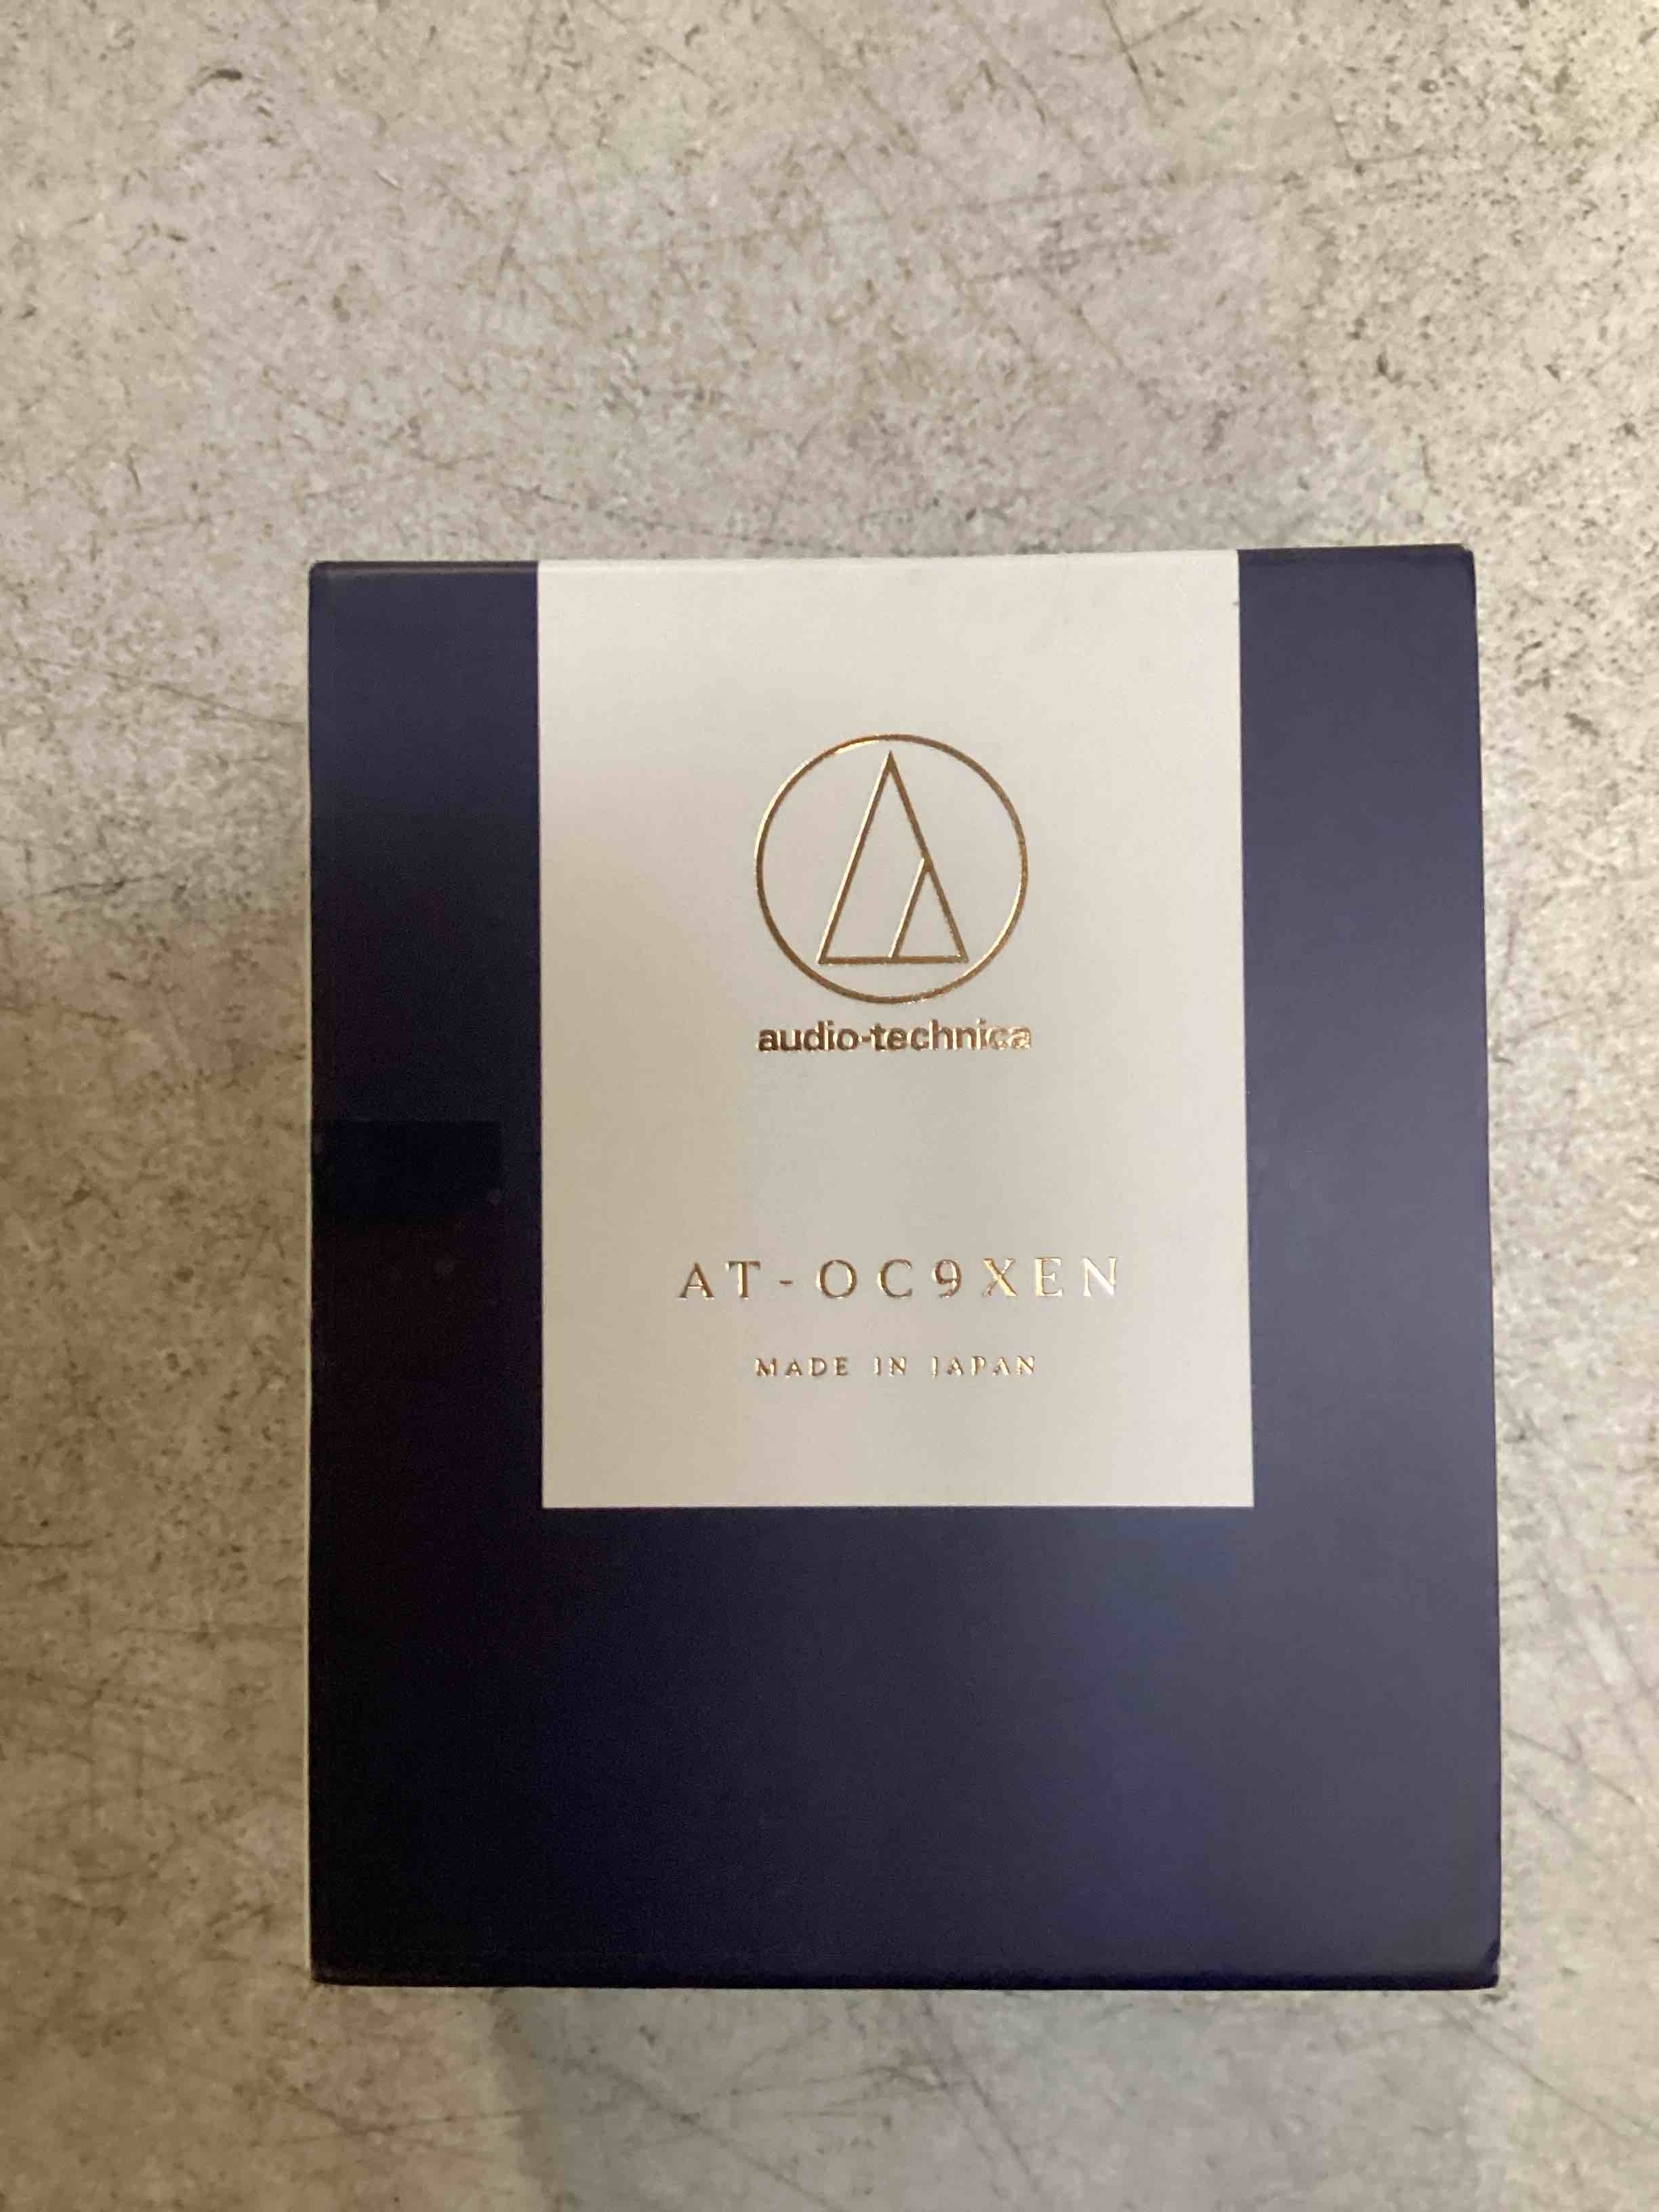 audio-technica
AT-OC9XEN
MADE IN JAPAN